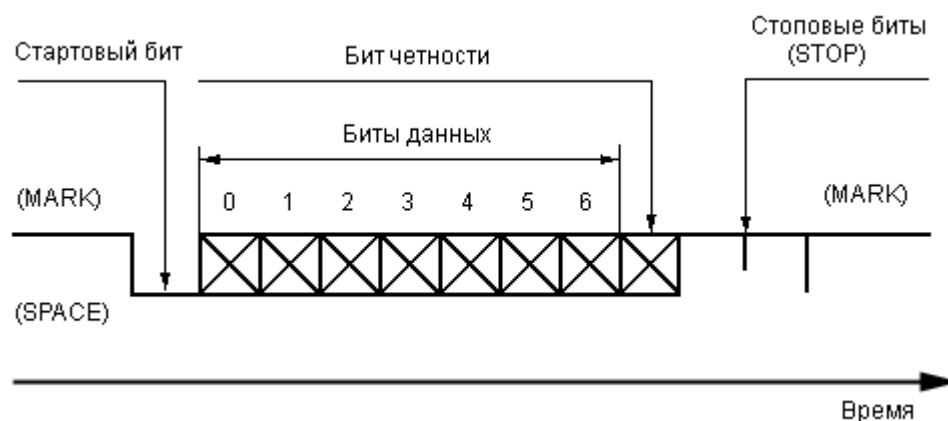 Стартовый бит
Бит четности
Стоповые биты
(STOP)
Биты данных
(MARK)
0 1 2 3 4 5 6
(MARK)
(SPACE)
Время